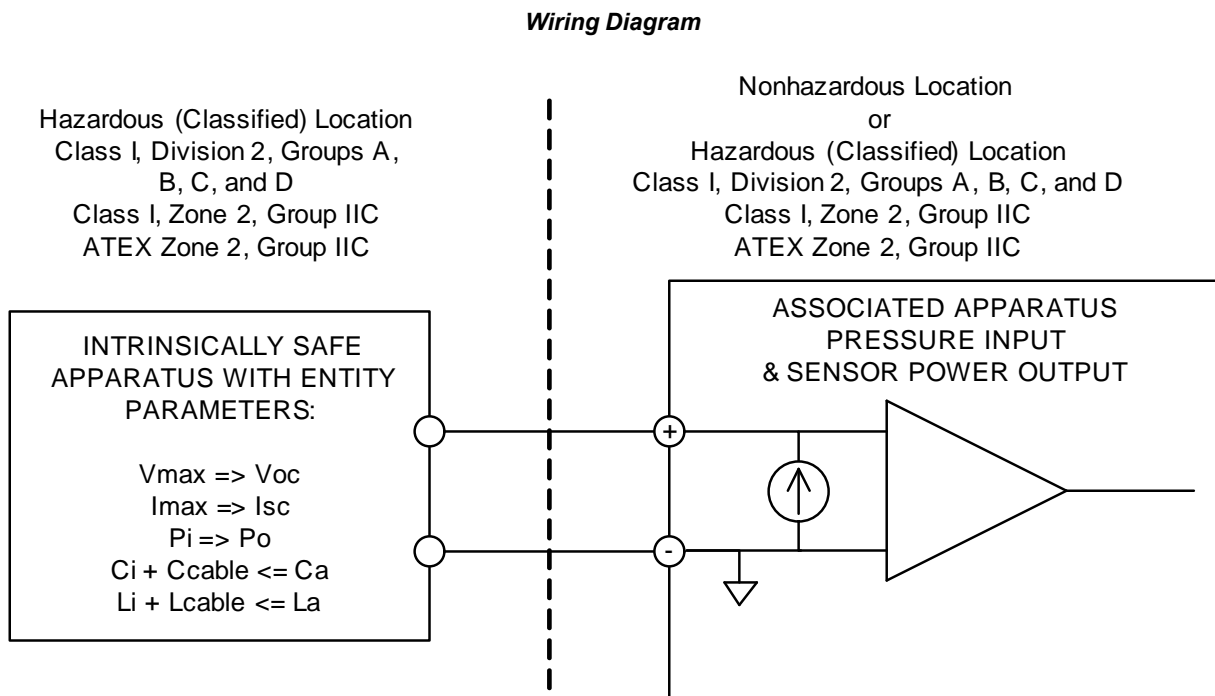 Wiring Diagram
Hazardous (Classified) Location
Class I, Division 2, Groups A,
B, C, and D
Class I, Zone 2, Group IIC
ATEX Zone 2, Group IIC
Nonhazardous Location
or
Hazardous (Classified) Location
Class I, Division 2, Groups A, B, C, and D
Class I, Zone 2, Group IIC
ATEX Zone 2, Group IIC
INTRINSICALLY SAFE
APPARATUS WITH ENTITY
PARAMETERS:
Vmax => Voc
Imax => Isc
Pi => Po
Ci + Ccable <= Ca
Li + Lcable <= La
ASSOCIATED APPARATUS
PRESSURE INPUT
& SENSOR POWER OUTPUT
+
-